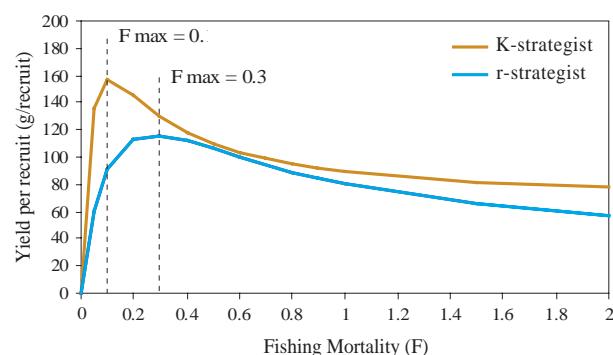 200
180
160
140
120
100
80
60
40
20
0
Yield per recruit (g/recruit)
F max = 0.
F max = 0.3
K-strategist
r-strategist
0 0.2 0.4 0.6 0.8 1 1.2 1.4 1.6 1.8 2
Fishing Mortality (F)